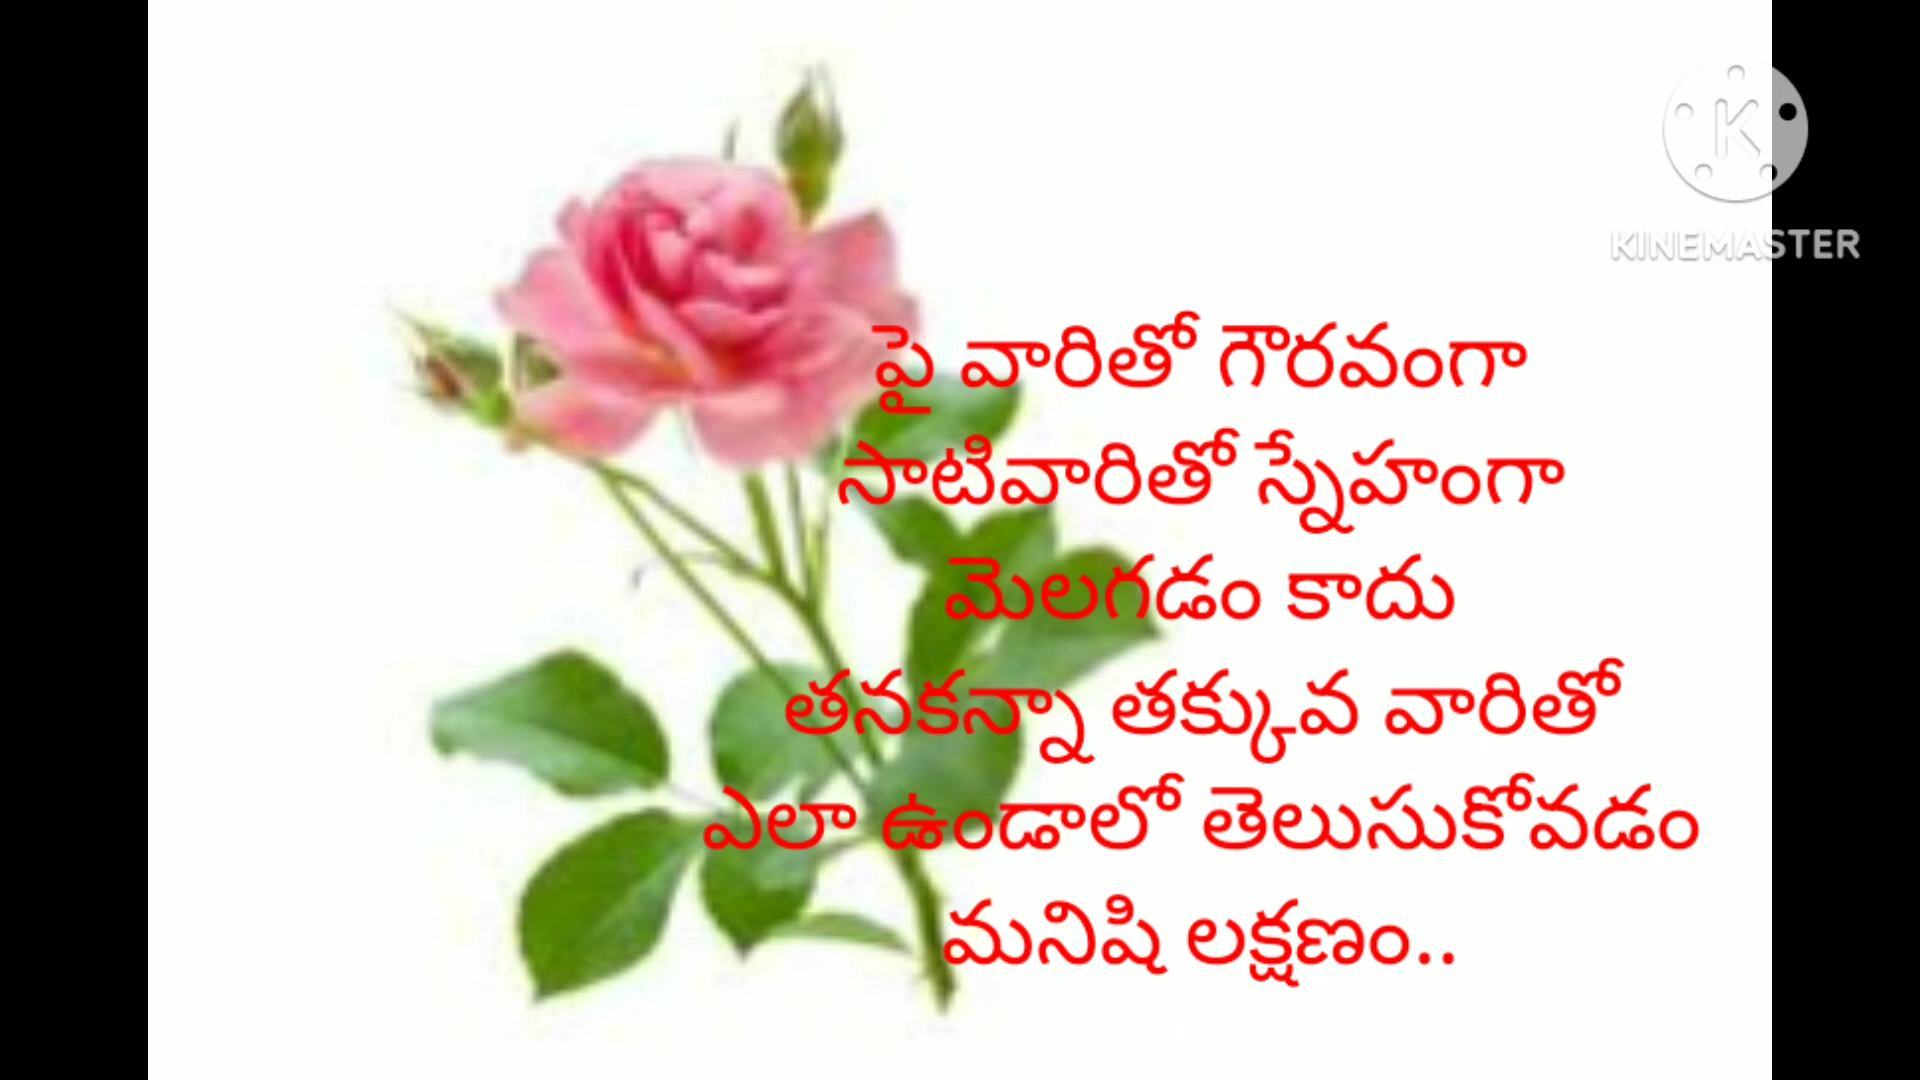 KINEMASTER
పై వారితో గౌరవంగా
సాటివారితో స్నేహంగా
మెలగడం కాదు
తనకన్నా తక్కువ వారితో
ఎలా ఉండాలో తెలుసుకోవడం
మనిషి లక్షణం..